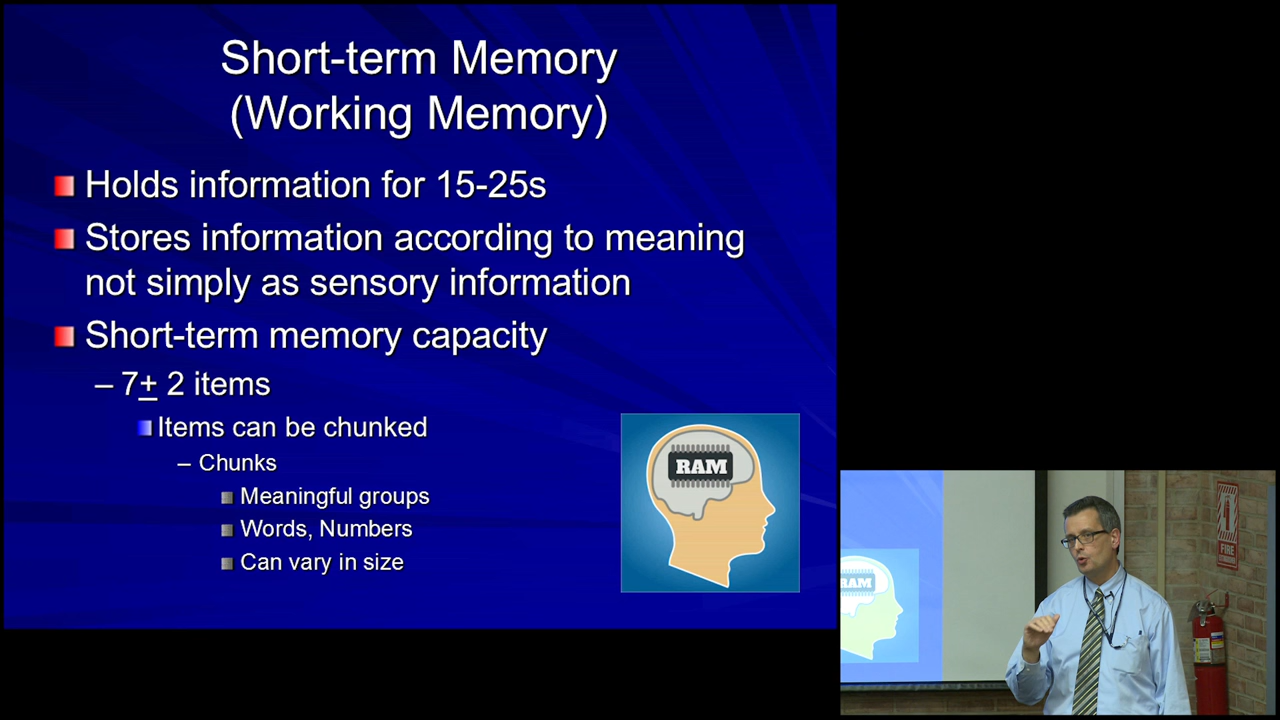 Short-term Memory
(Working Memory)
Holds information for 15-25s
Stores information according to meaning
not simply as sensory information
Short-term memory capacity
– 7+ 2 items
Items can be chunked
– Chunks
Meaningful groups
Words, Numbers
Can vary in size
RAM
RAM
FIRE